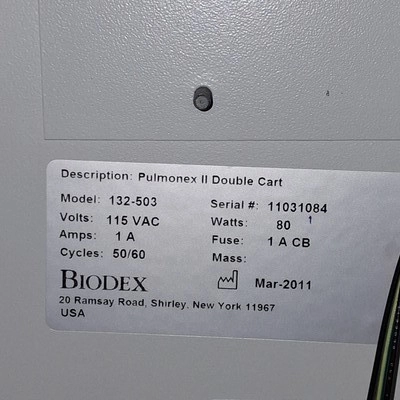 Description: Pulmonex II Double Cart
Model: 132-503 Serial #: 11031084
Volts: 115 VAC Watts: 80
Amps: 1 A Fuse: 1 A CB
Cycles: 50/60 Mass:
BIODEX Mar-2011
20 Ramsay Road, Shirley, New York 11967
USA